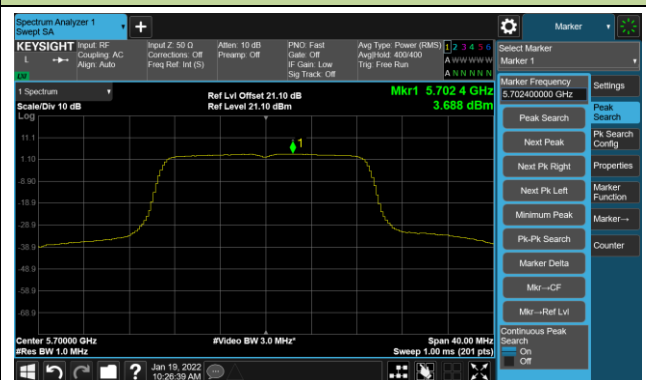 Spectrum Analyzer 1
Swept SA
Marker
KEYSIGHT
L
Input: RF
Coupling: AC
Align: Auto
Input Z: 50 Ω
Corrections: Off
Freq Ref: Int (S)
Atten: 10 dB
Preamp: Off
PNO: Fast
Gate: Off
IF Gain: Low
Sig Track: Off
Avg Type: Power (RMS)
Avg|Hold: 400/400
Trig: Free Run
1 2 3 4 5 6
A W W W W W
A N N N N N
Select Marker
Marker 1
1 Spectrum
Scale/Div 10 dB
Log
Ref Lvl Offset 21.10 dB
Ref Level 21.10 dBm
Mkr1 5.702 4 GHz
3.688 dBm
1
11.1
1.10
-8.90
-18.9
-28.9
-38.9
-48.9
-58.9
-68.9
Center 5.70000 GHz
#Res BW 1.0 MHz
#Video BW 3.0 MHz*
Span 40.00 MHz
Sweep 1.00 ms (201 pts)
Marker Frequency
5.702400000 GHz
Peak Search
Next Peak
Next Pk Right
Next Pk Left
Minimum Peak
Pk-Pk Search
Marker Delta
Mkr→CF
Mkr→Ref Lvl
Continuous Peak
Search
On
Off
Settings
Peak
Search
Pk Search
Config
Properties
Marker
Function
Marker→
Counter
Jan 19, 2022
10:26:39 AM